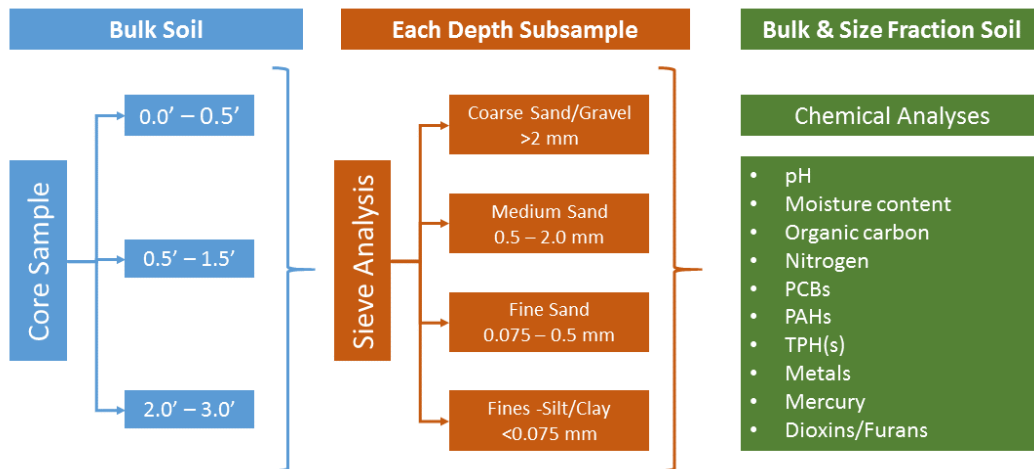 Bulk Soil
Core Sample
0.0’ – 0.5’
0.5’ – 1.5’
2.0’ – 3.0’
Each Depth Subsample
Sieve Analysis
Coarse Sand/Gravel
>2 mm
Medium Sand
0.5 – 2.0 mm
Fine Sand
0.075 – 0.5 mm
Fines -Silt/Clay
<0.075 mm
Bulk & Size Fraction Soil
Chemical Analyses
• pH
• Moisture content
• Organic carbon
• Nitrogen
• PCBs
• PAHs
• TPH(s)
• Metals
• Mercury
• Dioxins/Furans